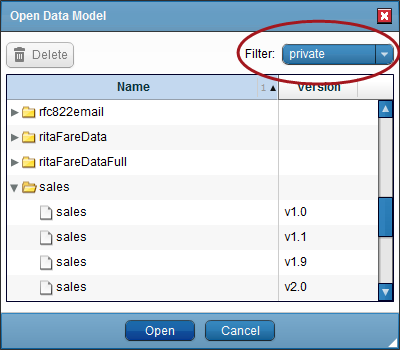 Open Data Model
Delete
Filter: private
Name 1 Version
rfc822email
ritaFareData
ritaFareDataFull
sales
sales v1.0
sales v1.1
sales v1.9
sales v2.0
Open Cancel